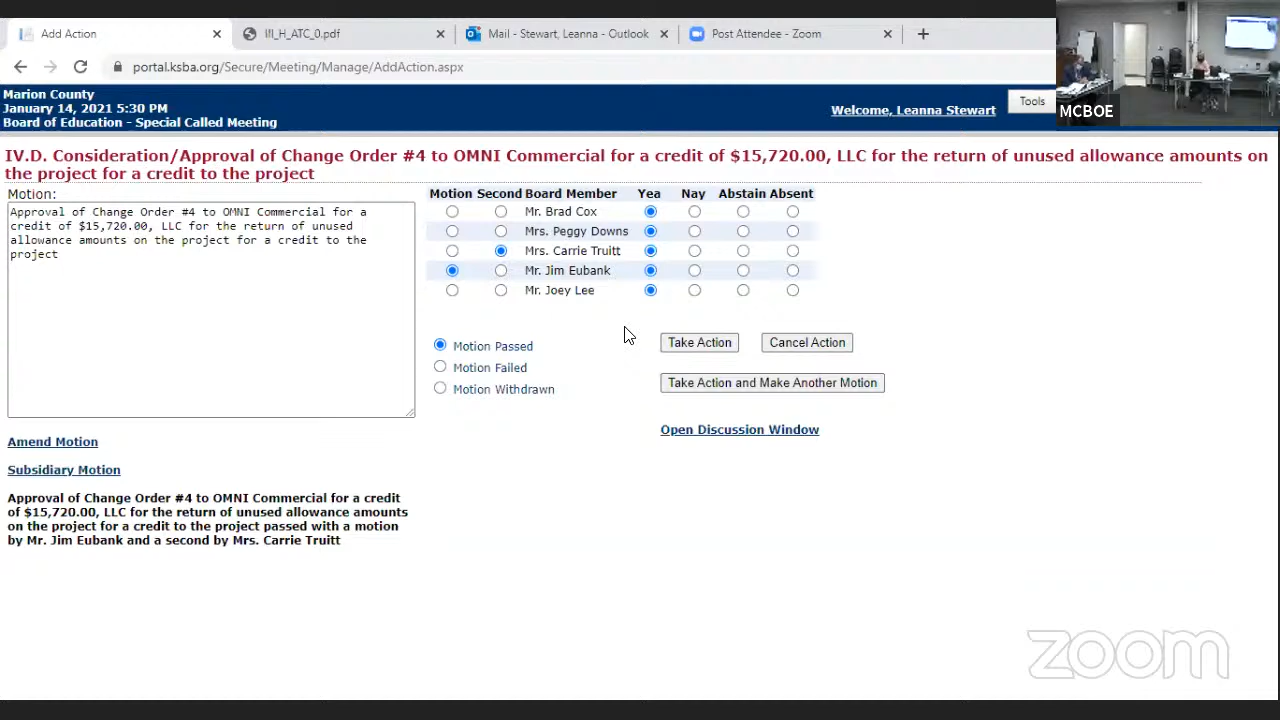 Add Action
IfI_H_ATC_0.pdf
Mail - Stewart, Leanna - Outlook
Post Attendee - Zoom
portal.ksba.org/Secure/Meeting/Manage/AddAction.aspx
MCBOE
Marion County
January 14, 2021 5:30 PM
Board of Education - Special Called Meeting
Welcome, Leanna Stewart
Tools
IV.D. Consideration/Approval of Change Order #4 to OMNI Commercial for a credit of $15,720.00, LLC for the return of unused allowance amounts on
the project for a credit to the project
Motion:
Approval of Change Order #4 to OMNI Commercial for a
credit of $15,720.00, LLC for the return of unused
allowance amounts on the project for a credit to the
project
Motion Second Board Member Yea Nay Abstain Absent
Mr. Brad Cox
Mrs. Peggy Downs
Mrs. Carrie Truitt
Mr. Jim Eubank
Mr. Joey Lee
Motion Passed
Motion Failed
Motion Withdrawn
Take Action
Cancel Action
Take Action and Make Another Motion
Open Discussion Window
Amend Motion
Subsidiary Motion
Approval of Change Order #4 to OMNI Commercial for a credit
of $15,720.00, LLC for the return of unused allowance amounts
on the project for a credit to the project passed with a motion
by Mr. Jim Eubank and a second by Mrs. Carrie Truitt
zoom